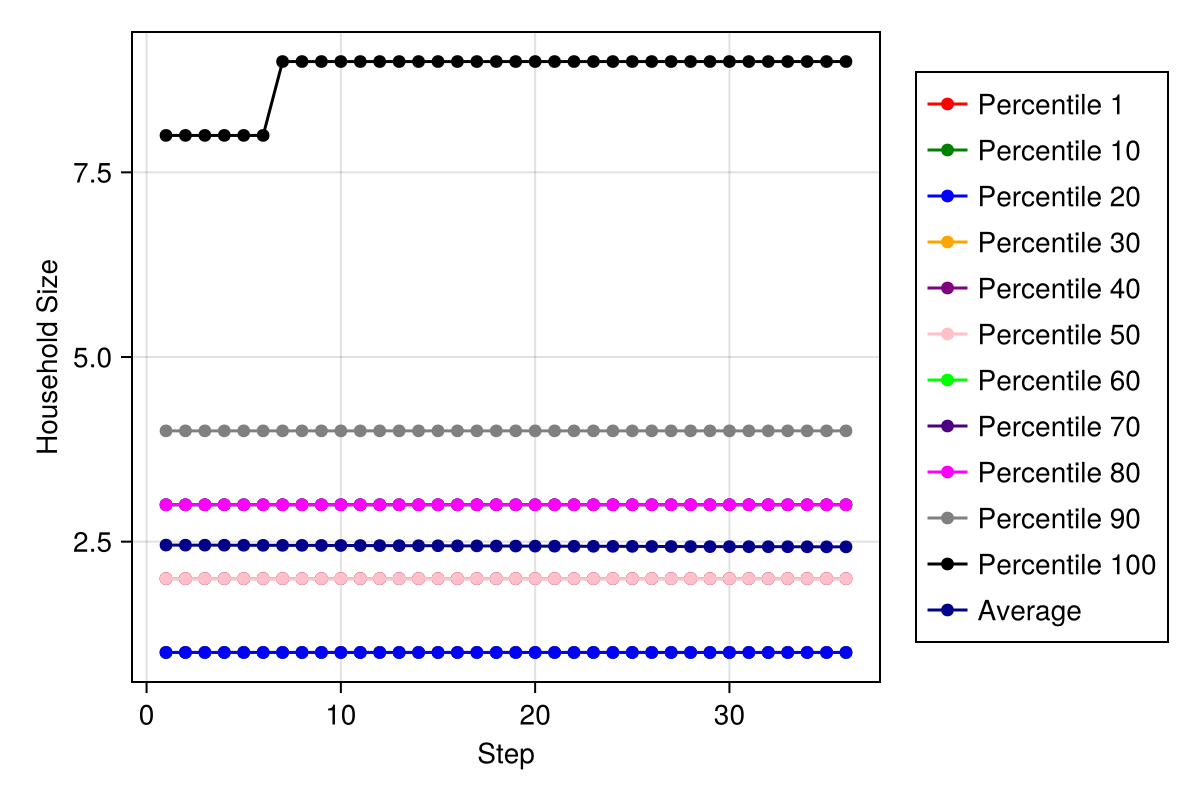 7.5
5.0
2.5
Household Size
0
10
20
30
Step
Percentile 1
Percentile 10
Percentile 20
Percentile 30
Percentile 40
Percentile 50
Percentile 60
Percentile 70
Percentile 80
Percentile 90
Percentile 100
Average